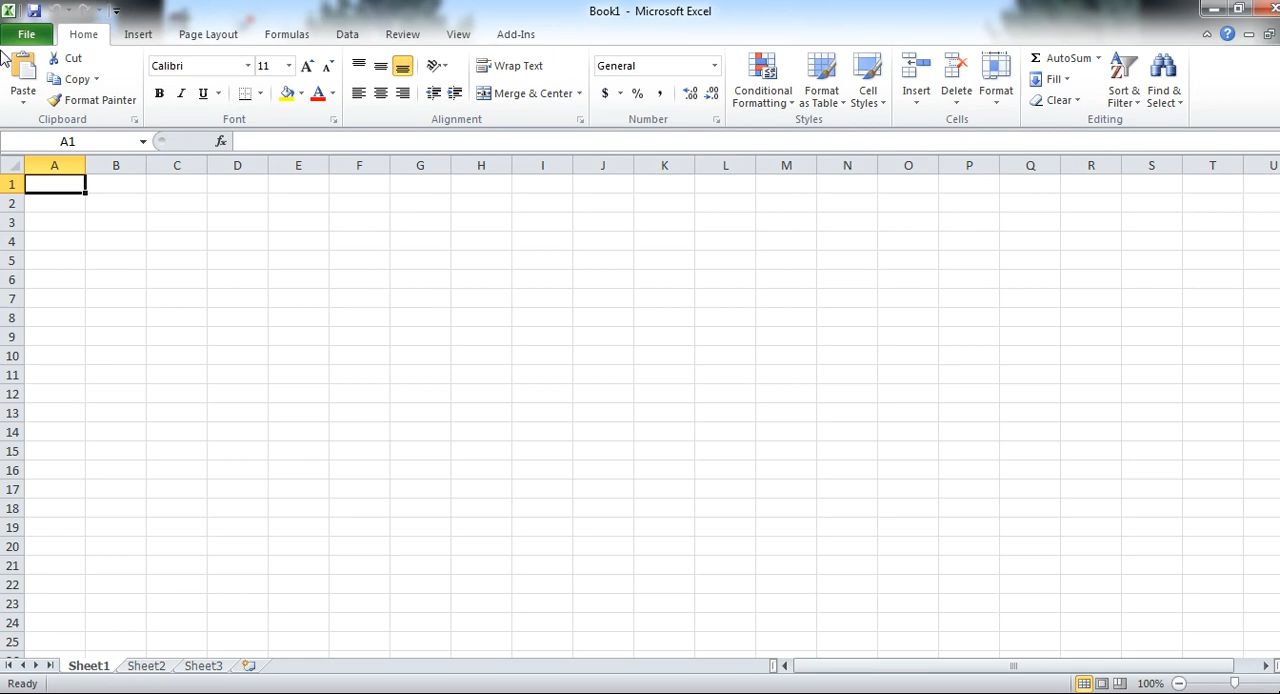 Book1 - Microsoft Excel
File Home Insert Page Layout Formulas Data Review View Add-Ins
Paste
Cut
Copy
Format Painter
Clipboard
Calibri 11
B I U A
Font
Wrap Text
Merge & Center
Alignment
General
$ % ,
Number
Conditional Formatting
Format as Table
Cell Styles
Styles
Insert Delete Format
Cells
Σ AutoSum
Fill
Clear
Sort & Filter
Find & Select
Editing
A1 fx
A B C D E F G H I J K L M N O P Q R S T U
1
2
3
4
5
6
7
8
9
10
11
12
13
14
15
16
17
18
19
20
21
22
23
24
25
Sheet1 Sheet2 Sheet3
Ready 100%